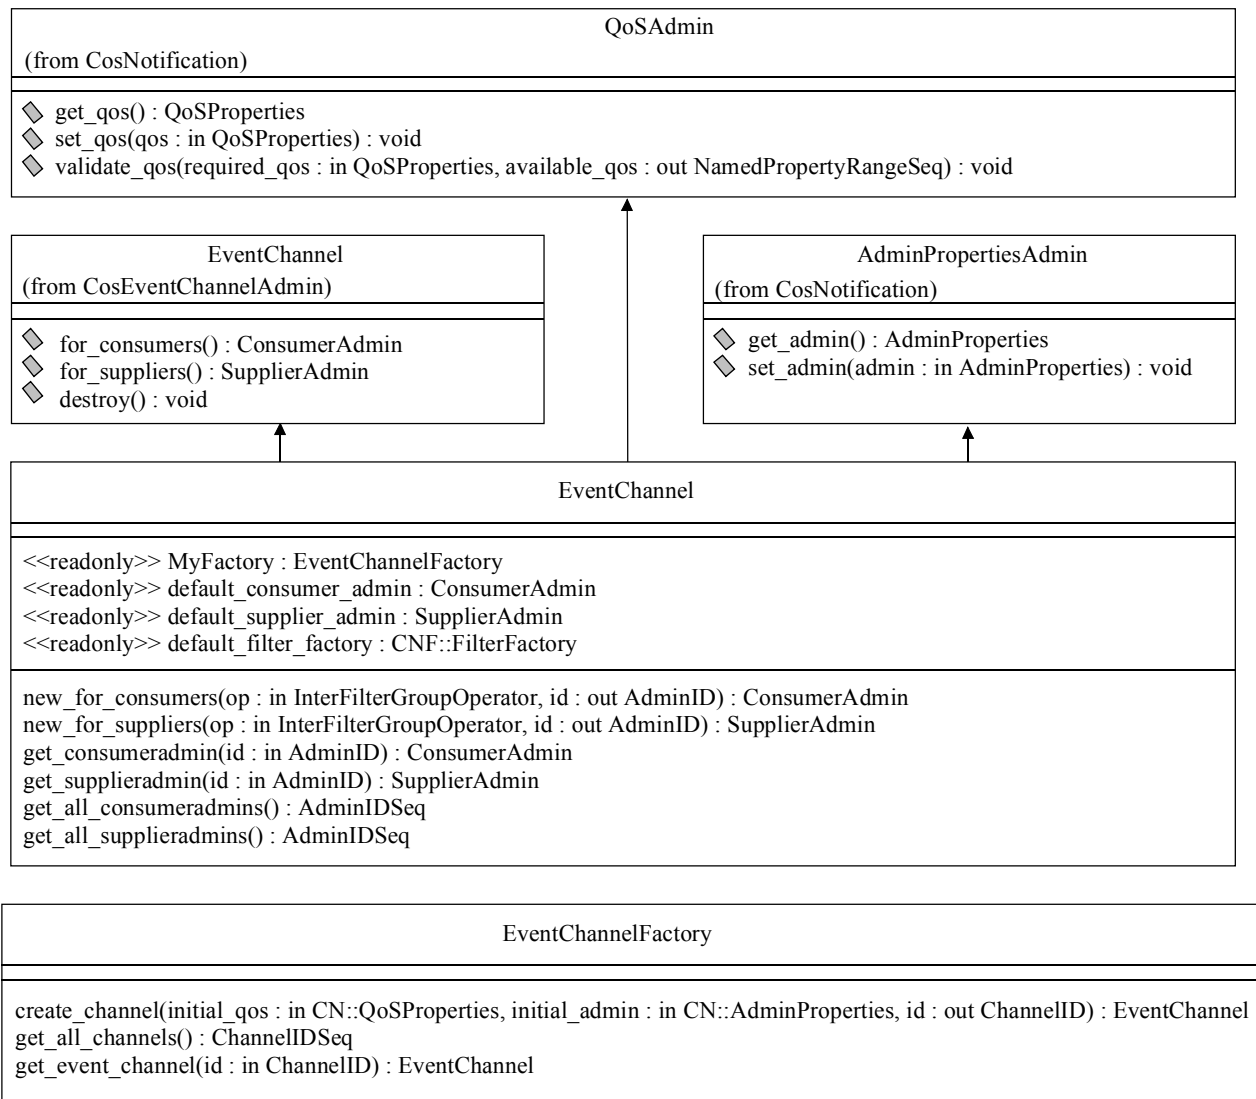 QoSAdmin
(from CosNotification)
get_qos() : QoSProperties
set_qos(qos : in QoSProperties) : void
validate_qos(required_qos : in QoSProperties, available_qos : out NamedPropertyRangeSeq) : void
EventChannel
(from CosEventChannelAdmin)
for_consumers() : ConsumerAdmin
for_suppliers() : SupplierAdmin
destroy() : void
AdminPropertiesAdmin
(from CosNotification)
get_admin() : AdminProperties
set_admin(admin : in AdminProperties) : void
EventChannel
<<readonly>> MyFactory : EventChannelFactory
<<readonly>> default_consumer_admin : ConsumerAdmin
<<readonly>> default_supplier_admin : SupplierAdmin
<<readonly>> default_filter_factory : CNF::FilterFactory
new_for_consumers(op : in InterFilterGroupOperator, id : out AdminID) : ConsumerAdmin
new_for_suppliers(op : in InterFilterGroupOperator, id : out AdminID) : SupplierAdmin
get_consumeradmin(id : in AdminID) : ConsumerAdmin
get_supplieradmin(id : in AdminID) : SupplierAdmin
get_all_consumeradmins() : AdminIDSeq
get_all_supplieradmins() : AdminIDSeq
EventChannelFactory
create_channel(initial_qos : in CN::QoSProperties, initial_admin : in CN::AdminProperties, id : out ChannelID) : EventChannel
get_all_channels() : ChannelIDSeq
get_event_channel(id : in ChannelID) : EventChannel